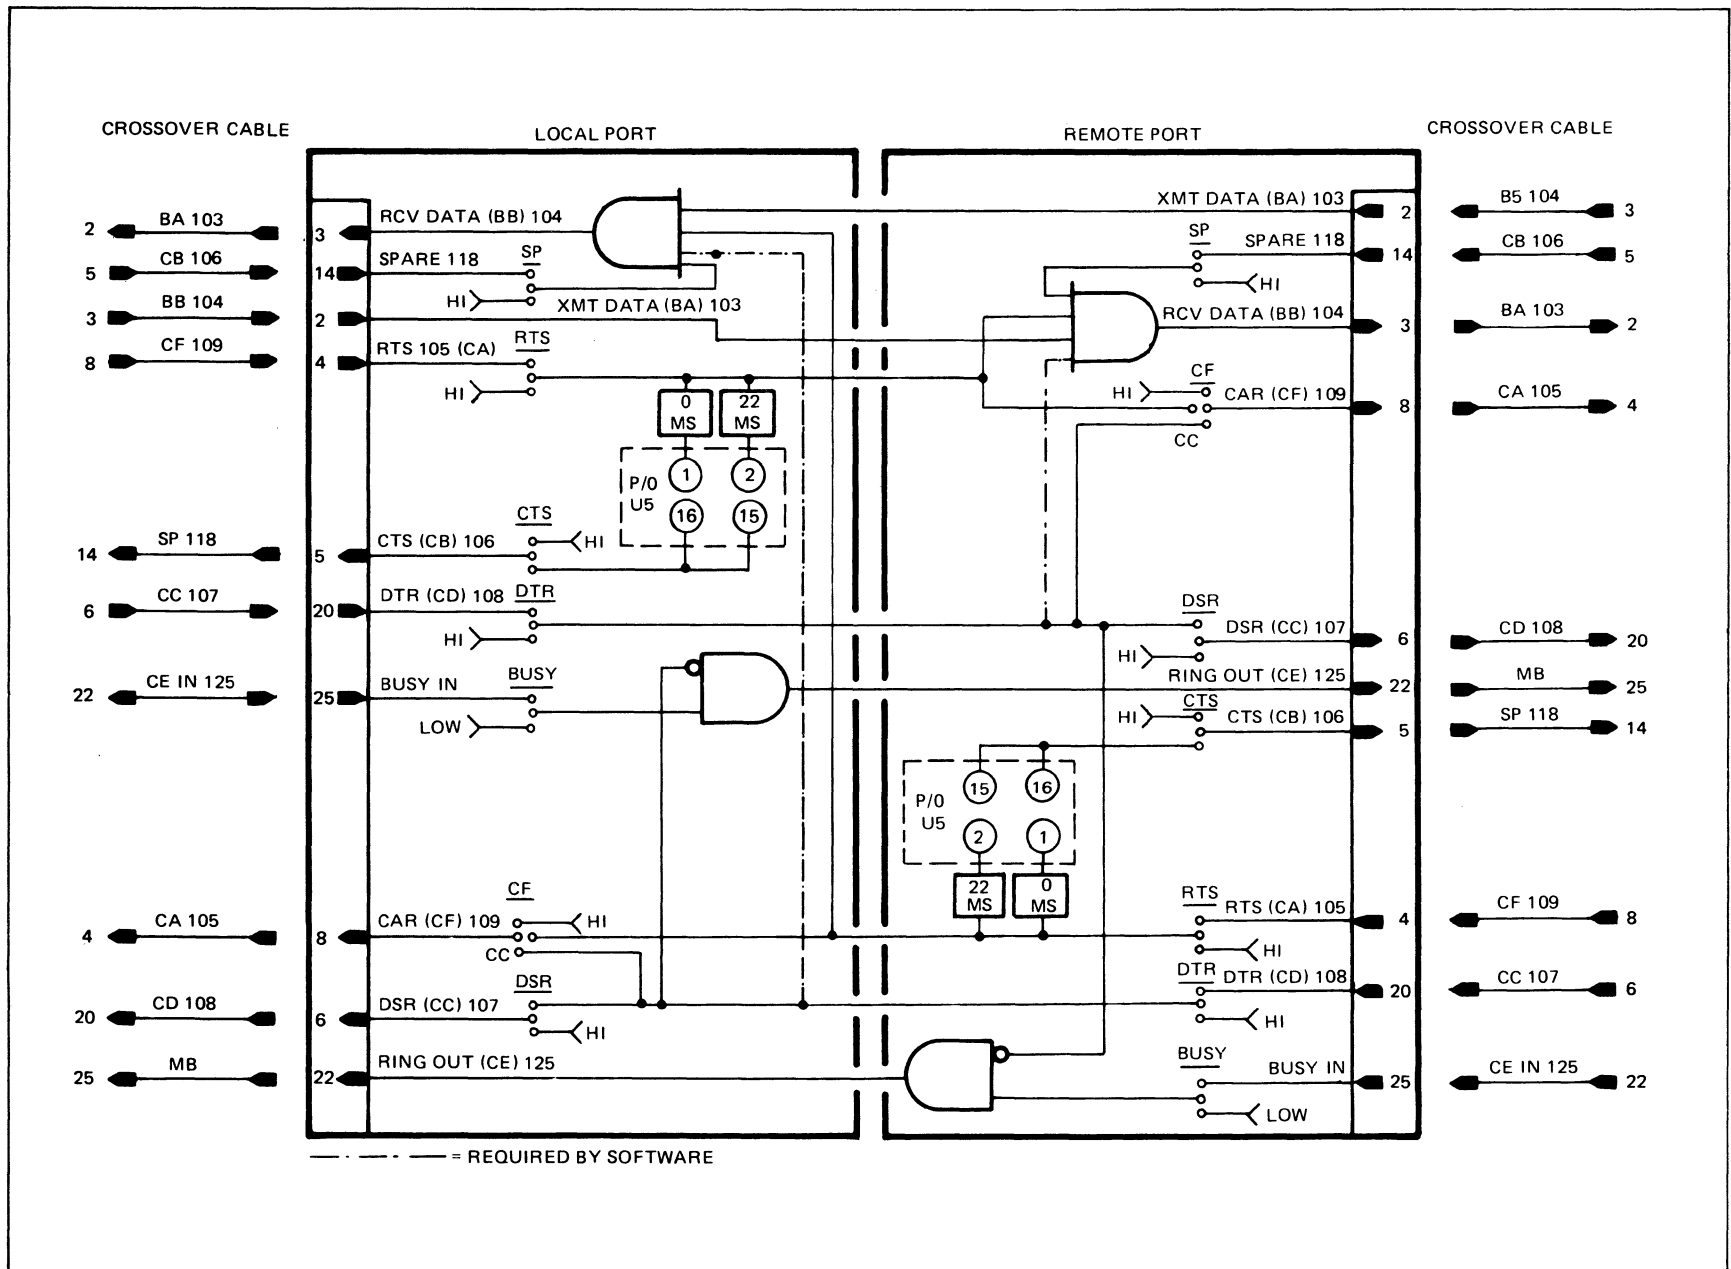 CROSSOVER CABLE
LOCAL PORT
REMOTE PORT
CROSSOVER CABLE
2 BA 103
3 RCV DATA (BB) 104
5 CB 106
14 SPARE 118 SP
HI
3 BB 104
2 XMT DATA (BA) 103
8 CF 109
4 RTS 105 (CA) RTS
HI
0 MS
22 MS
P/O U5
1 2
16 15
CTS
HI
14 SP 118
5 CTS (CB) 106
6 CC 107
20 DTR (CD) 108 DTR
HI
22 CE IN 125
25 BUSY IN BUSY
LOW
CF
HI
4 CA 105
8 CAR (CF) 109
CC
DSR
20 CD 108
6 DSR (CC) 107
HI
25 MB
22 RING OUT (CE) 125
XMT DATA (BA) 103 2
B5 104 3
SP
SPARE 118 14
CB 106 5
HI
RCV DATA (BB) 104 3
BA 103 2
CF
HI
CAR (CF) 109 8
CA 105 4
CC
DSR
DSR (CC) 107 6
CD 108 20
HI
RING OUT (CE) 125 22
MB 25
CTS
HI
CTS (CB) 106 5
SP 118 14
P/O U5
15 16
2 1
22 MS
0 MS
RTS
RTS (CA) 105 4
CF 109 8
HI
DTR
DTR (CD) 108 20
CC 107 6
HI
BUSY
BUSY IN 25
CE IN 125 22
LOW
= REQUIRED BY SOFTWARE